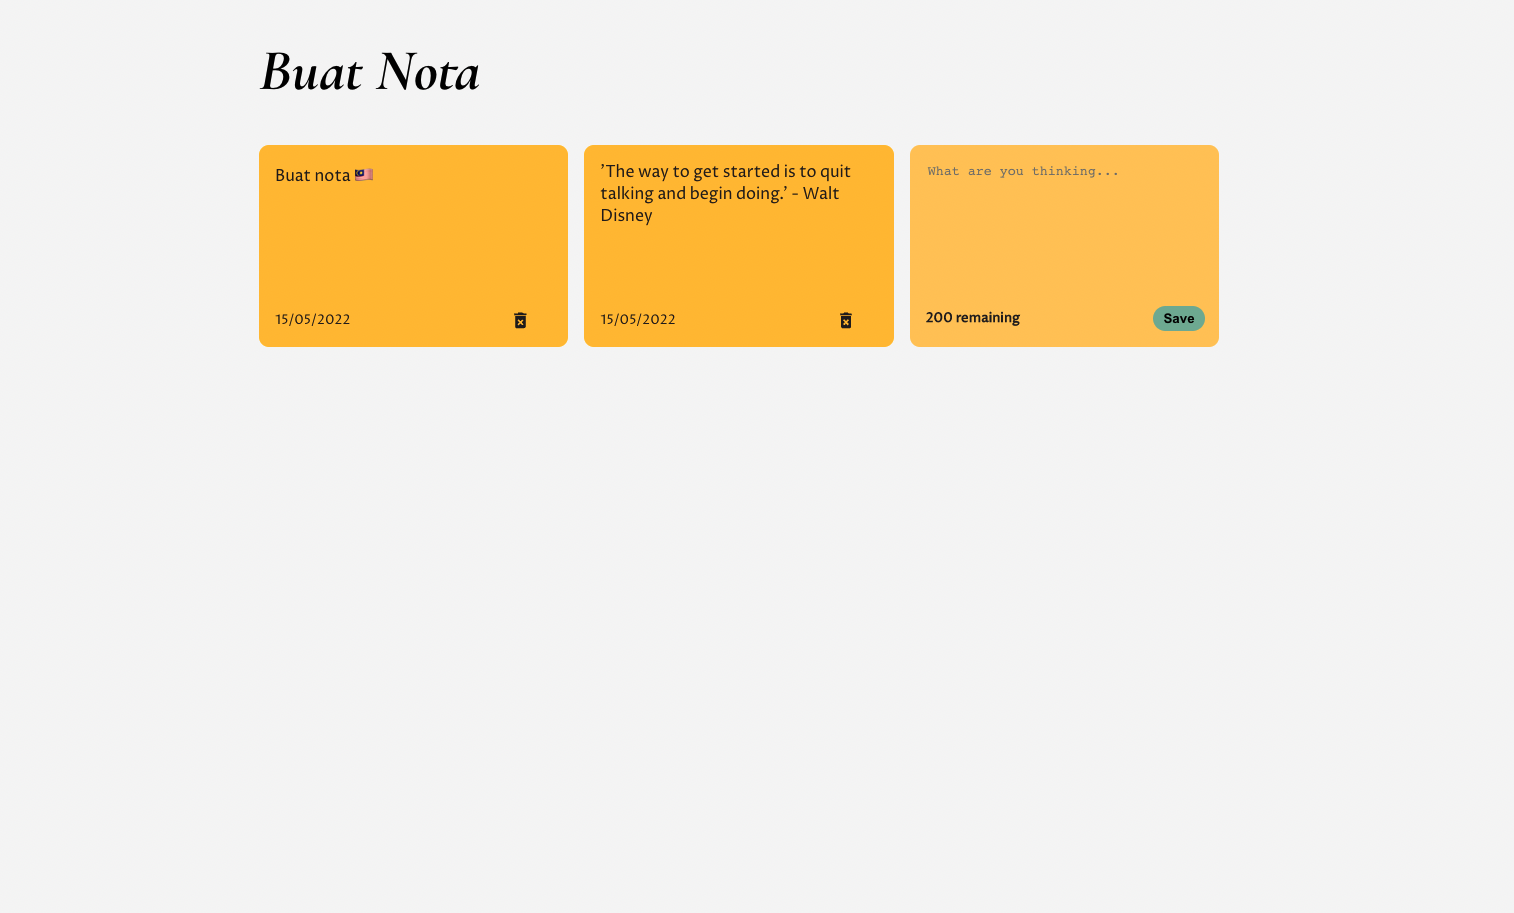 Buat Nota
Buat nota 🇲🇾
15/05/2022
’The way to get started is to quit
talking and begin doing.’ - Walt
Disney
15/05/2022
What are you thinking...
200 remaining
Save